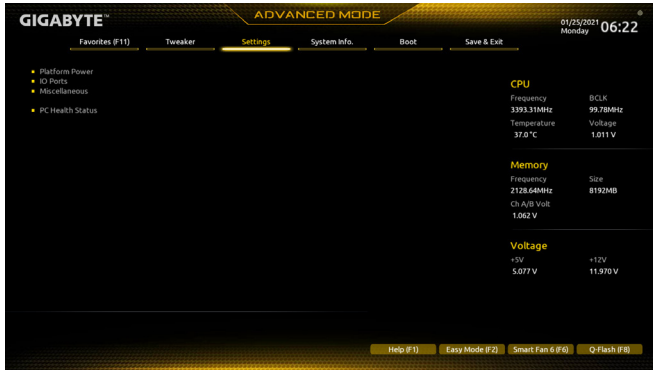 GIGABYTE™
ADVANCED MODE
01/25/2021 Monday 06:22
Favorites (F11) Tweaker Settings System Info. Boot Save & Exit
Platform Power
IO Ports
Miscellaneous
PC Health Status
CPU
Frequency BCLK
3393.31MHz 99.78MHz
Temperature Voltage
37.0 °C 1.011 V
Memory
Frequency Size
2128.64MHz 8192MB
Ch A/B Volt
1.062 V
Voltage
+5V +12V
5.077 V 11.970 V
Help (F1) Easy Mode (F2) Smart Fan 6 (F6) Q-Flash (F8)